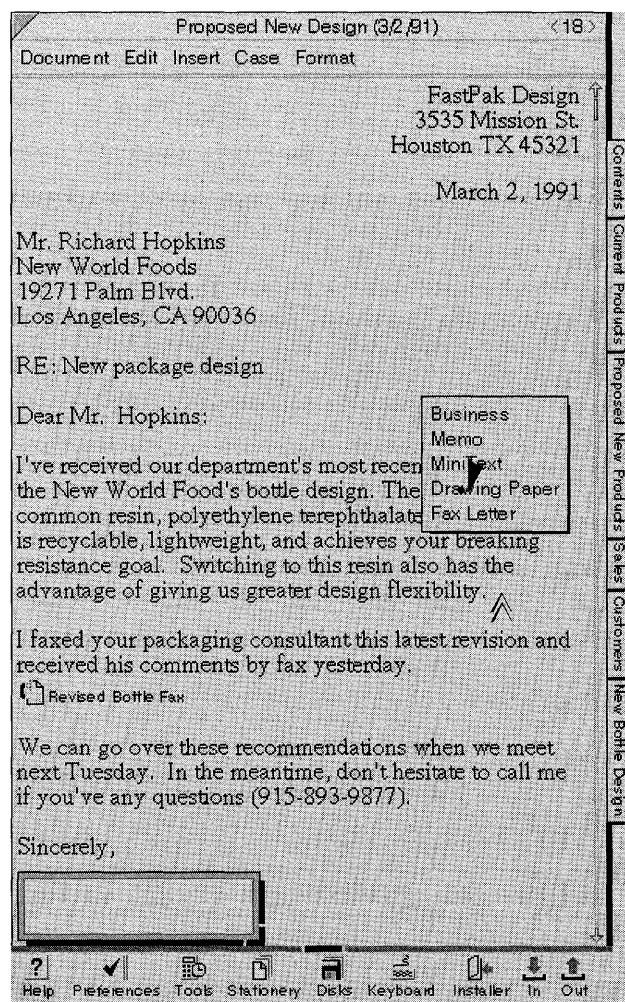 Proposed New Design (3/2/91)
<18>
Document Edit Insert Case Format
FastPak Design
3535 Mission St.
Houston TX 45321
March 2, 1991
Mr. Richard Hopkins
New World Foods
19271 Palm Blvd.
Los Angeles, CA 90036
RE: New package design
Dear Mr. Hopkins:
I've received our department's most recen
the New World Food's bottle design. The
common resin, polyethylene terephthalate
is recyclable, lightweight, and achieves your breaking
resistance goal. Switching to this resin also has the
advantage of giving us greater design flexibility.
Business
Memo
MiniText
Drawing Paper
Fax Letter
I faxed your packaging consultant this latest revision and
received his comments by fax yesterday.
Revised Bottle Fax
We can go over these recommendations when we meet
next Tuesday. In the meantime, don't hesitate to call me
if you've any questions (915-893-9877).
Sincerely,
Contents
Current Products
Proposed New Products
Sales
Customers
New Bottle Design
Help Preferences Tools Stationery Disks Keyboard Installer In Out